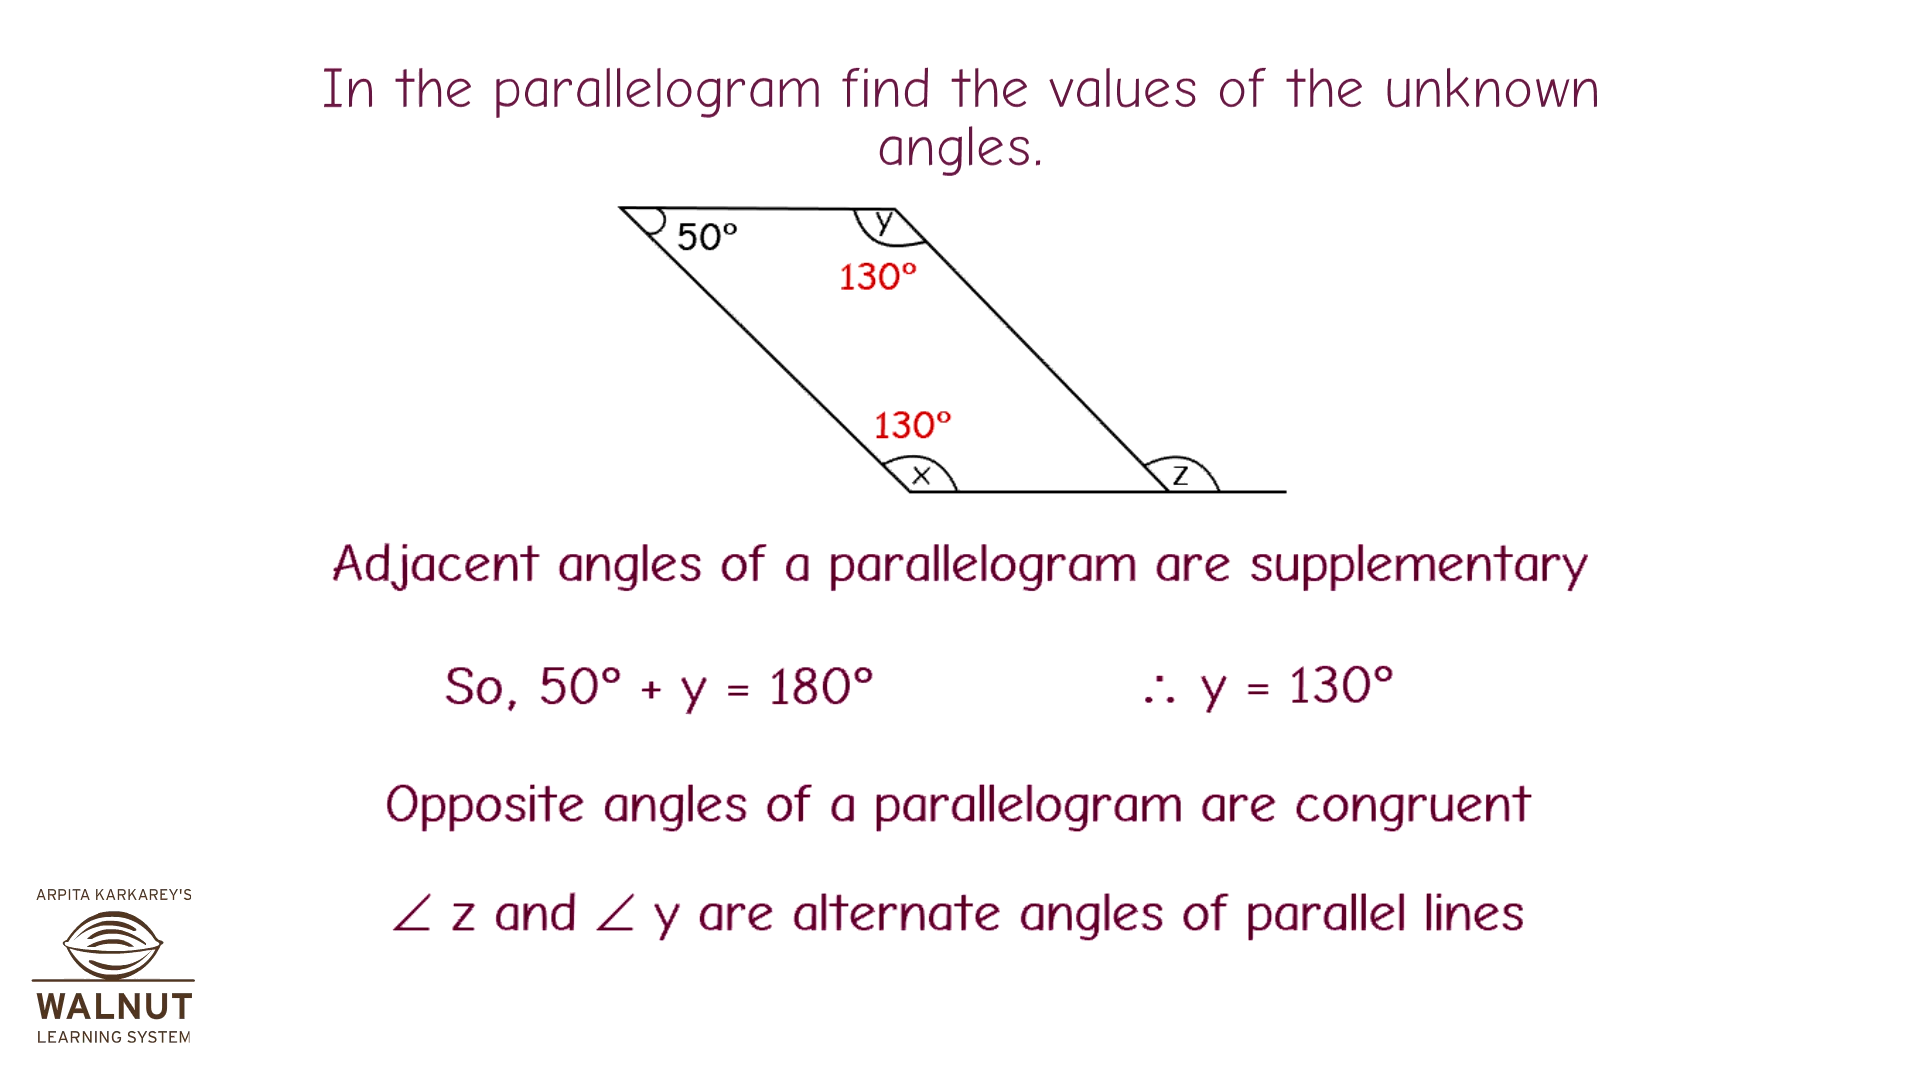 In the parallelogram find the values of the unknown
angles.
50°
y
130°
130°
x
z
Adjacent angles of a parallelogram are supplementary
So, 50° + y = 180°
∴ y = 130°
Opposite angles of a parallelogram are congruent
∠ z and ∠ y are alternate angles of parallel lines
ARPITA KARKAREY'S
WALNUT
LEARNING SYSTEM